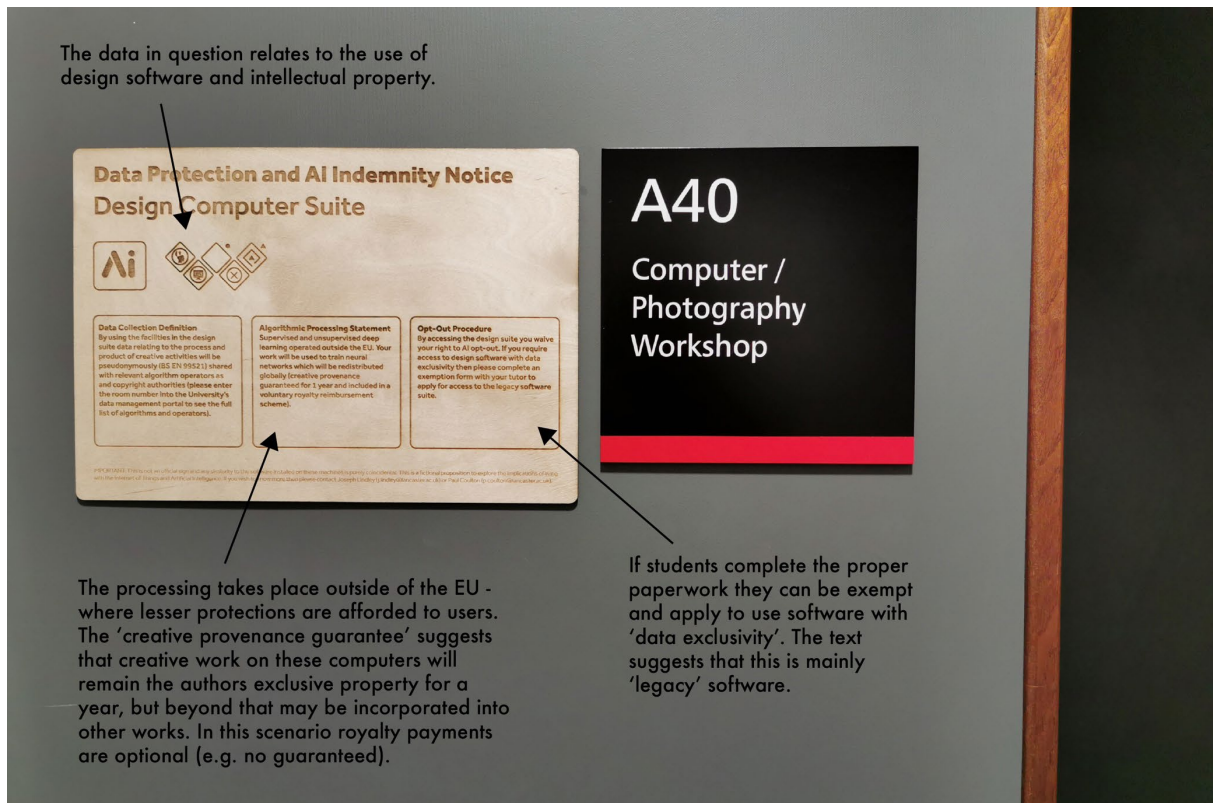 The data in question relates to the use of
design software and intellectual property.
Data Protection and AI Indemnity Notice
Design Computer Suite
Ai
Data Collection Definition
By using the facilities in the design
suite data relating to the process and
product of creative activities will be
pseudonymously (BS EN 99521) shared
with relevant algorithm operators as
and copyright authorities (please enter
the room number into the University's
data management portal to see the full
list of algorithms and operators).
Algorithmic Processing Statement
Supervised and unsupervised deep
learning operated outside the EU. Your
work will be used to train neural
networks which will be redistributed
globally (creative provenance
guaranteed for 1 year and included in a
voluntary royalty reimbursement
scheme).
Opt-Out Procedure
By accessing the design suite you waive
your right to AI opt-out. If you require
access to design software with data
exclusivity then please complete an
exemption form with your tutor to
apply for access to the legacy software
suite.
A40
Computer /
Photography
Workshop
The processing takes place outside of the EU -
where lesser protections are afforded to users.
The 'creative provenance guarantee' suggests
that creative work on these computers will
remain the authors exclusive property for a
year, but beyond that may be incorporated into
other works. In this scenario royalty payments
are optional (e.g. no guaranteed).
If students complete the proper
paperwork they can be exempt
and apply to use software with
'data exclusivity'. The text
suggests that this is mainly
'legacy' software.